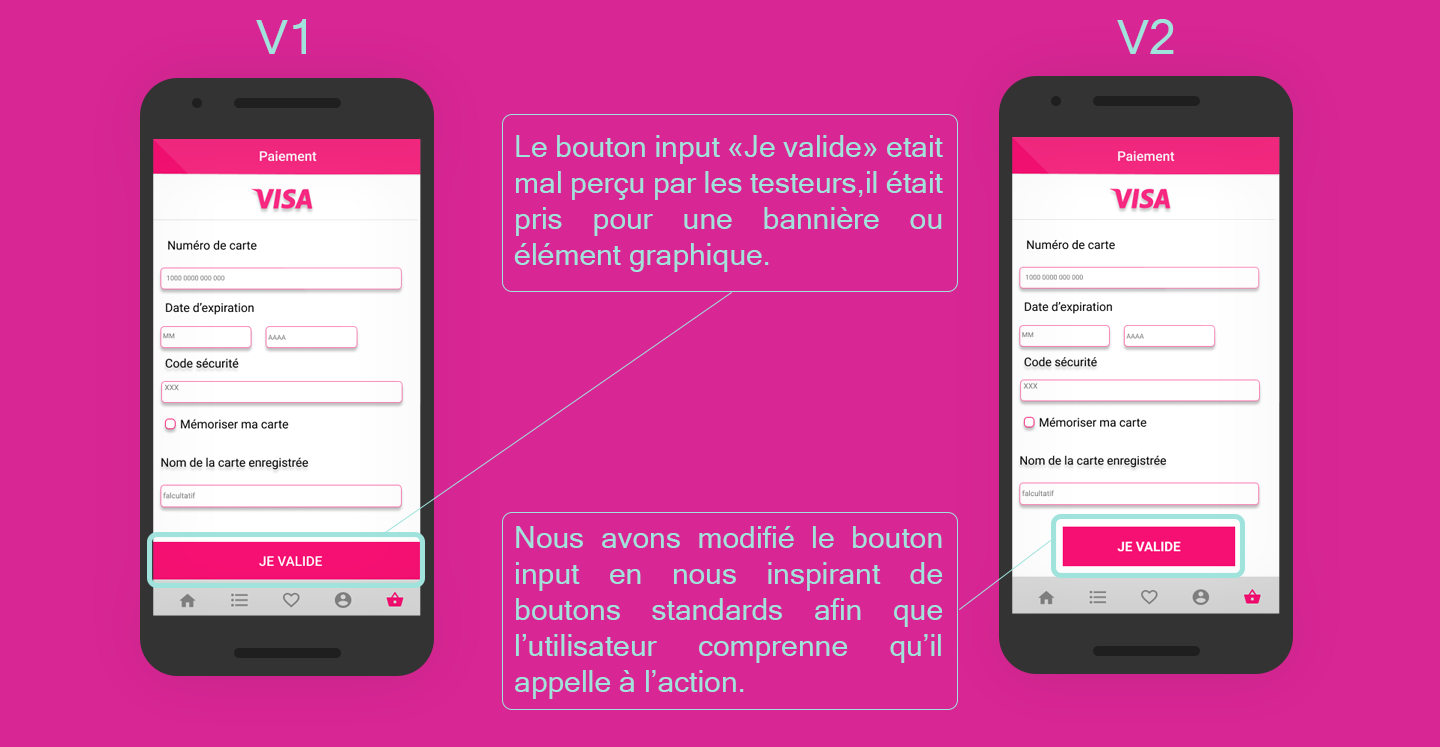 V1
Paiement
VISA
Numéro de carte
1000 0000 000 000
Date d'expiration
MM AAAA
Code sécurité
XXX
Mémoriser ma carte
Nom de la carte enregistrée
falcultatif
JE VALIDE
Le bouton input «Je valide» etait
mal perçu par les testeurs,il était
pris pour une bannière ou
élément graphique.
Nous avons modifié le bouton
input en nous inspirant de
boutons standards afin que
l'utilisateur comprenne qu'il
appelle à l'action.
V2
Paiement
VISA
Numéro de carte
1000 0000 000 000
Date d'expiration
MM AAAA
Code sécurité
XXX
Mémoriser ma carte
Nom de la carte enregistrée
falcultatif
JE VALIDE